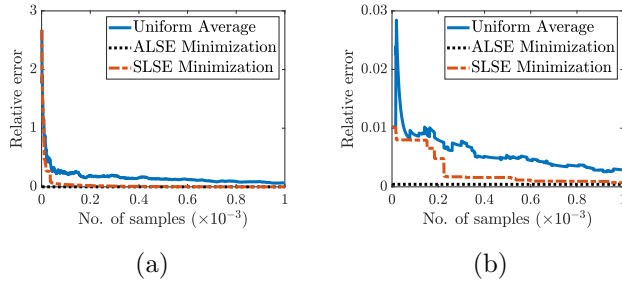 Uniform Average
ALSE Minimization
SLSE Minimization
Relative error
3
2
1
0
0 0.2 0.4 0.6 0.8 1
No. of samples (×10⁻³)
(a)
Uniform Average
ALSE Minimization
SLSE Minimization
Relative error
0.03
0.02
0.01
0
0 0.2 0.4 0.6 0.8 1
No. of samples (×10⁻³)
(b)